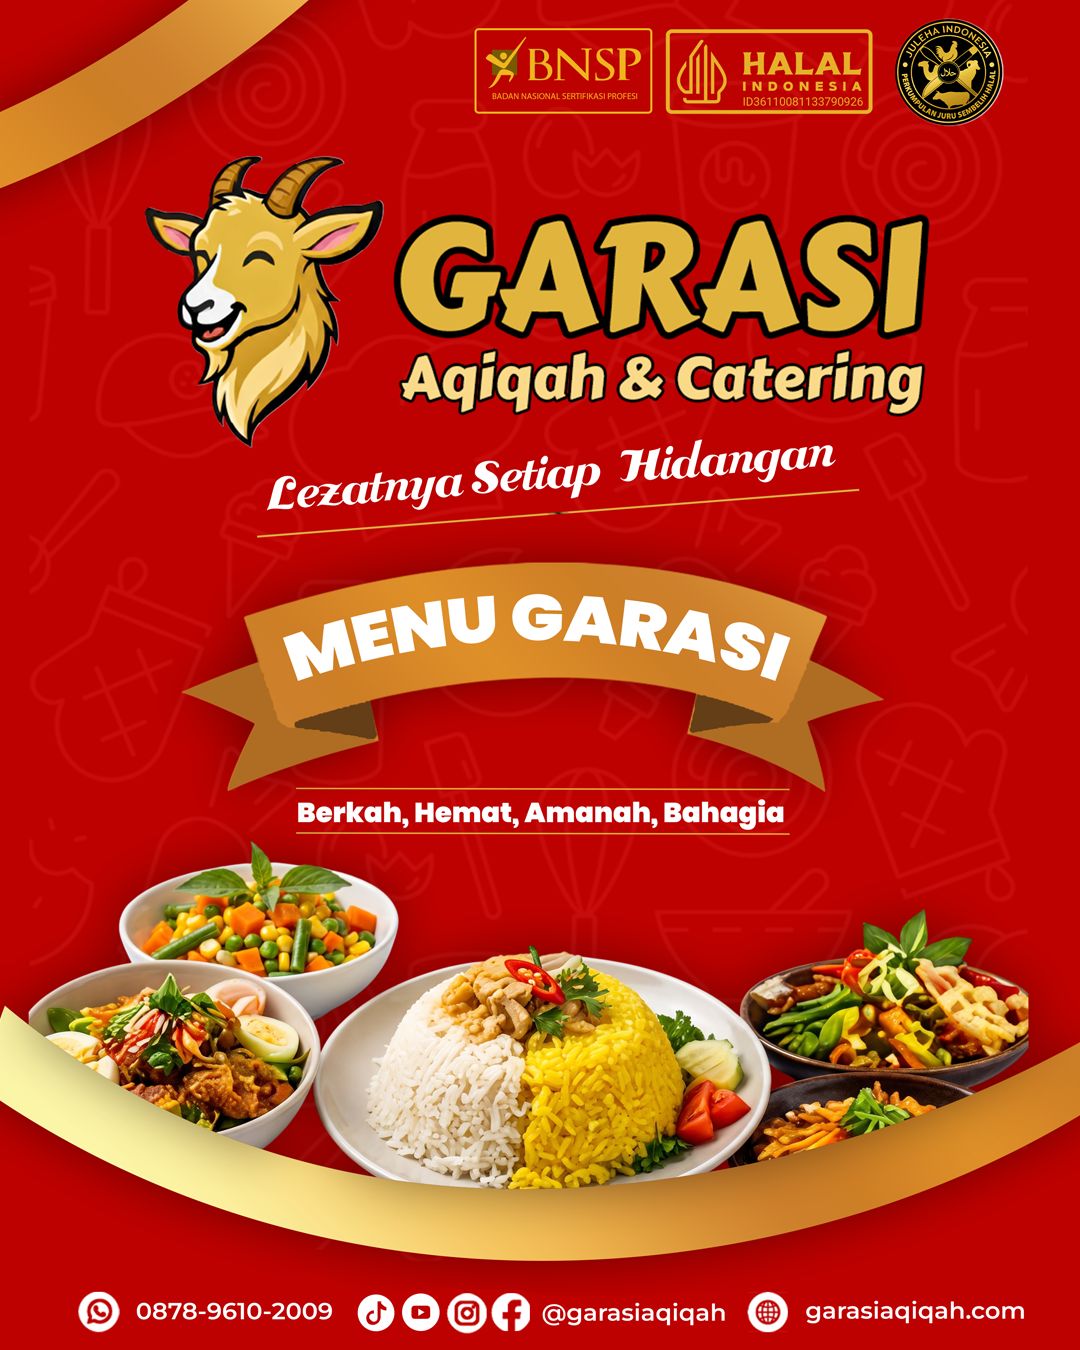 BNSP
BADAN NASIONAL SERTIFIKASI PROFESI
HALAL
INDONESIA
ID36110081133790926
JULEHA INDONESIA
حلال
PERKUMPULAN JURU SEMBELIH HALAL
GARASI
Aqiqah & Catering
Lezatnya Setiap Hidangan
MENU GARASI
Berkah, Hemat, Amanah, Bahagia
0878-9610-2009
@garasiaqiqah
garasiaqiqah.com